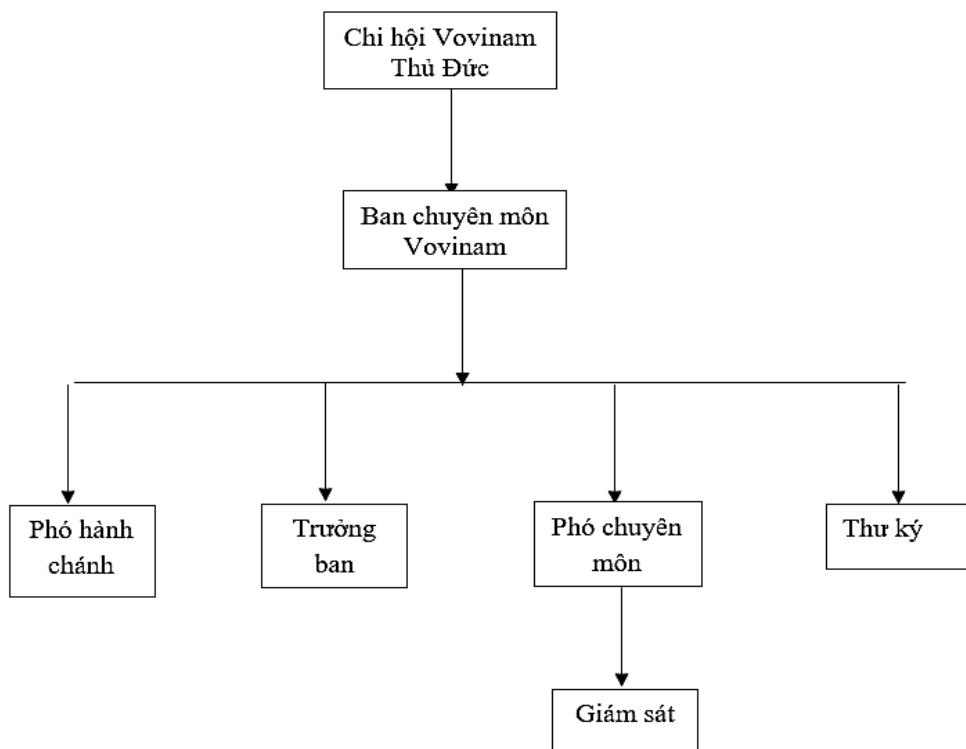 Chi hội Vovinam
Thủ Đức
Ban chuyên môn
Vovinam
Phó hành
chánh
Trưởng
ban
Phó chuyên
môn
Thư ký
Giám sát